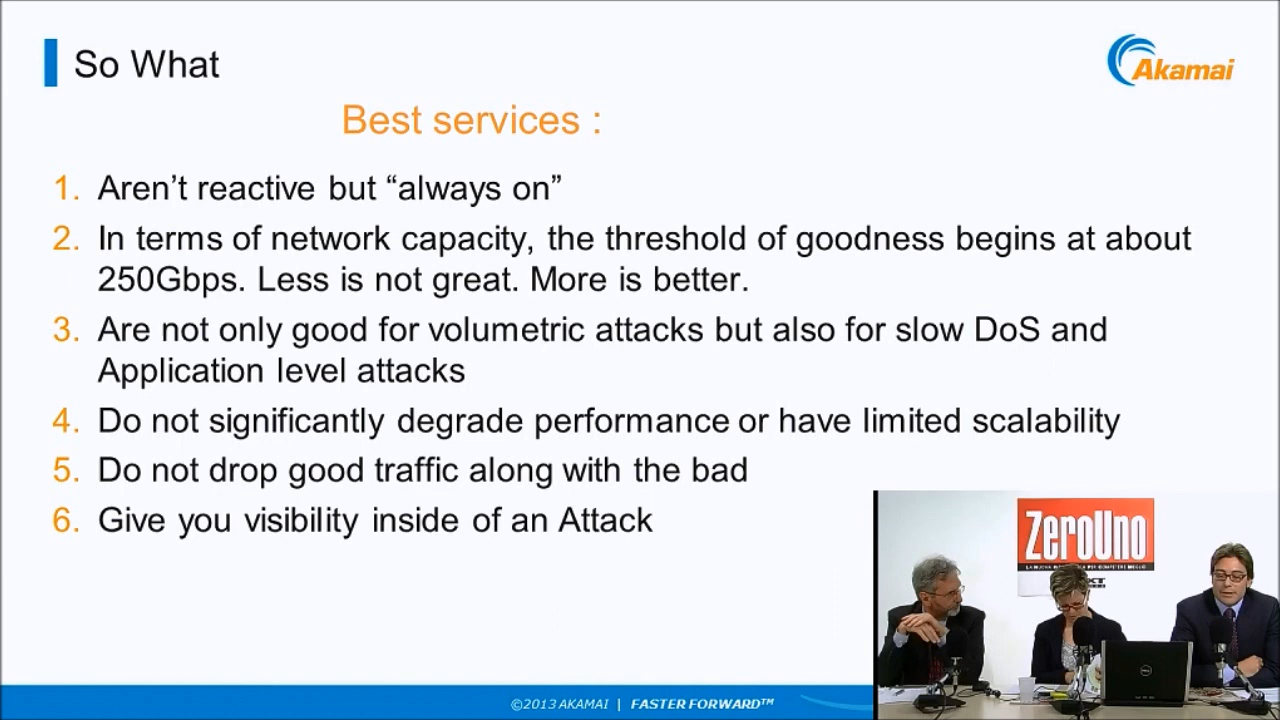 So What
Akamai
Best services :
1. Aren't reactive but “always on”
2. In terms of network capacity, the threshold of goodness begins at about
250Gbps. Less is not great. More is better.
3. Are not only good for volumetric attacks but also for slow DoS and
Application level attacks
4. Do not significantly degrade performance or have limited scalability
5. Do not drop good traffic along with the bad
6. Give you visibility inside of an Attack
ZeroUno
DELL
©2013 AKAMAI | FASTER FORWARD™